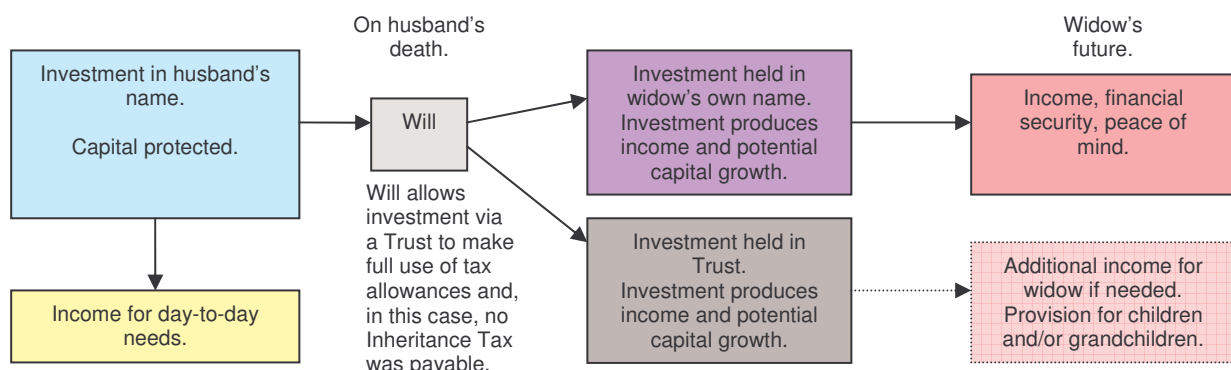 On husband's
death.
Widow's
future.
Investment in husband's
name.
Capital protected.
Will
Investment held in
widow's own name.
Investment produces
income and potential
capital growth.
Income, financial
security, peace of
mind.
Will allows
investment via
a Trust to make
full use of tax
allowances and,
in this case, no
Inheritance Tax
was payable.
Investment held in
Trust.
Investment produces
income and potential
capital growth.
Additional income for
widow if needed.
Provision for children
and/or grandchildren.
Income for day-to-day
needs.